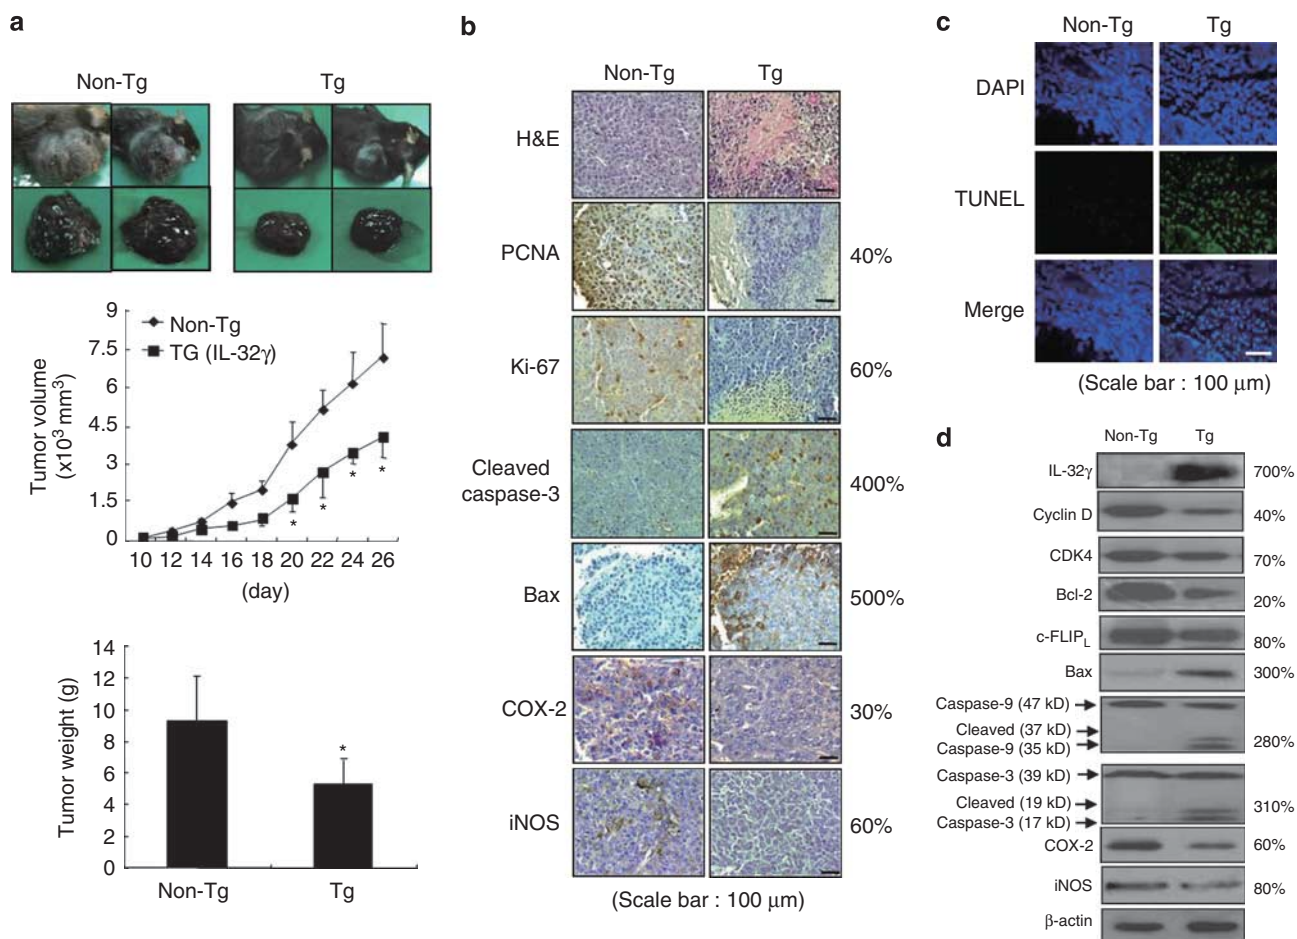 a
Non-Tg Tg
9
7.5
6
4.5
3
1.5
0
Tumor volume
(x10³ mm³)
Non-Tg
TG (IL-32γ)
* * * *
10 12 14 16 18 20 22 24 26
(day)
14
12
10
8
6
4
2
0
Tumor weight (g)
*
Non-Tg Tg
b
Non-Tg Tg
H&E
PCNA 40%
Ki-67 60%
Cleaved
caspase-3 400%
Bax 500%
COX-2 30%
iNOS 60%
(Scale bar : 100 μm)
c
Non-Tg Tg
DAPI
TUNEL
Merge
(Scale bar : 100 μm)
d
Non-Tg Tg
IL-32γ 700%
Cyclin D 40%
CDK4 70%
Bcl-2 20%
c-FLIPL 80%
Bax 300%
Caspase-9 (47 kD)
Cleaved (37 kD)
Caspase-9 (35 kD) 280%
Caspase-3 (39 kD)
Cleaved (19 kD) 310%
Caspase-3 (17 kD)
COX-2 60%
iNOS 80%
β-actin